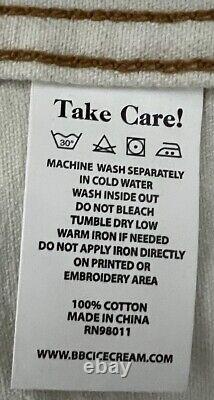 Take Care!
30°
MACHINE WASH SEPARATELY
IN COLD WATER
WASH INSIDE OUT
DO NOT BLEACH
TUMBLE DRY LOW
WARM IRON IF NEEDED
DO NOT APPLY IRON DIRECTLY
ON PRINTED OR
EMBROIDERY AREA
100% COTTON
MADE IN CHINA
RN98011
WWW.BBCICECREAM.COM